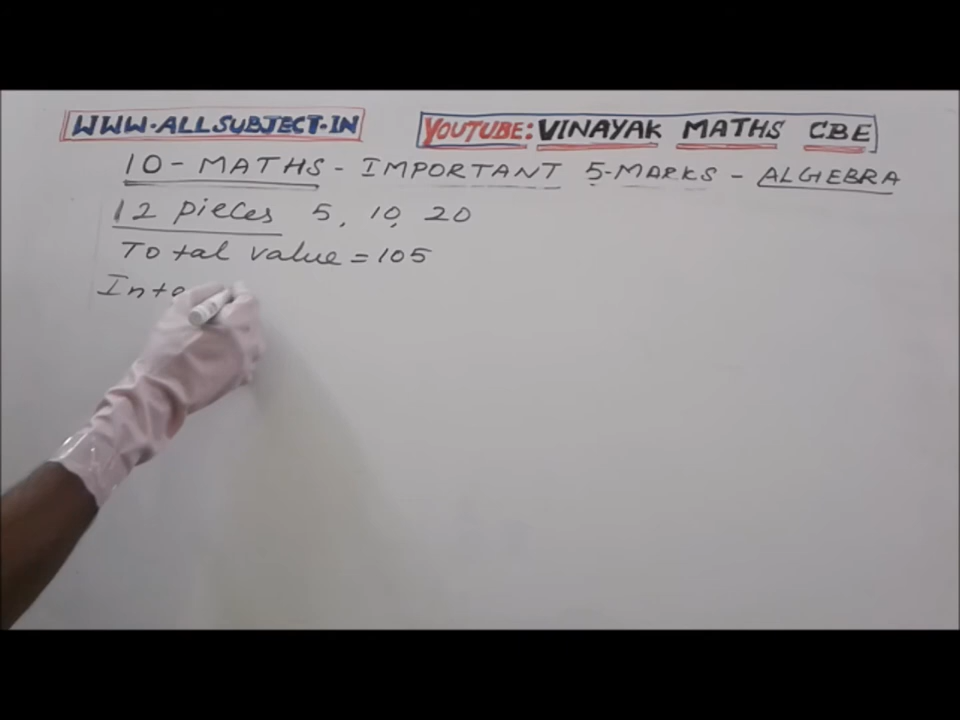 WWW.ALLSUBJECT.IN
YOUTUBE: VINAYAK MATHS CBE
10 - MATHS - IMPORTANT 5-MARKS - ALGEBRA
12 pieces 5, 10, 20
Total value = 105